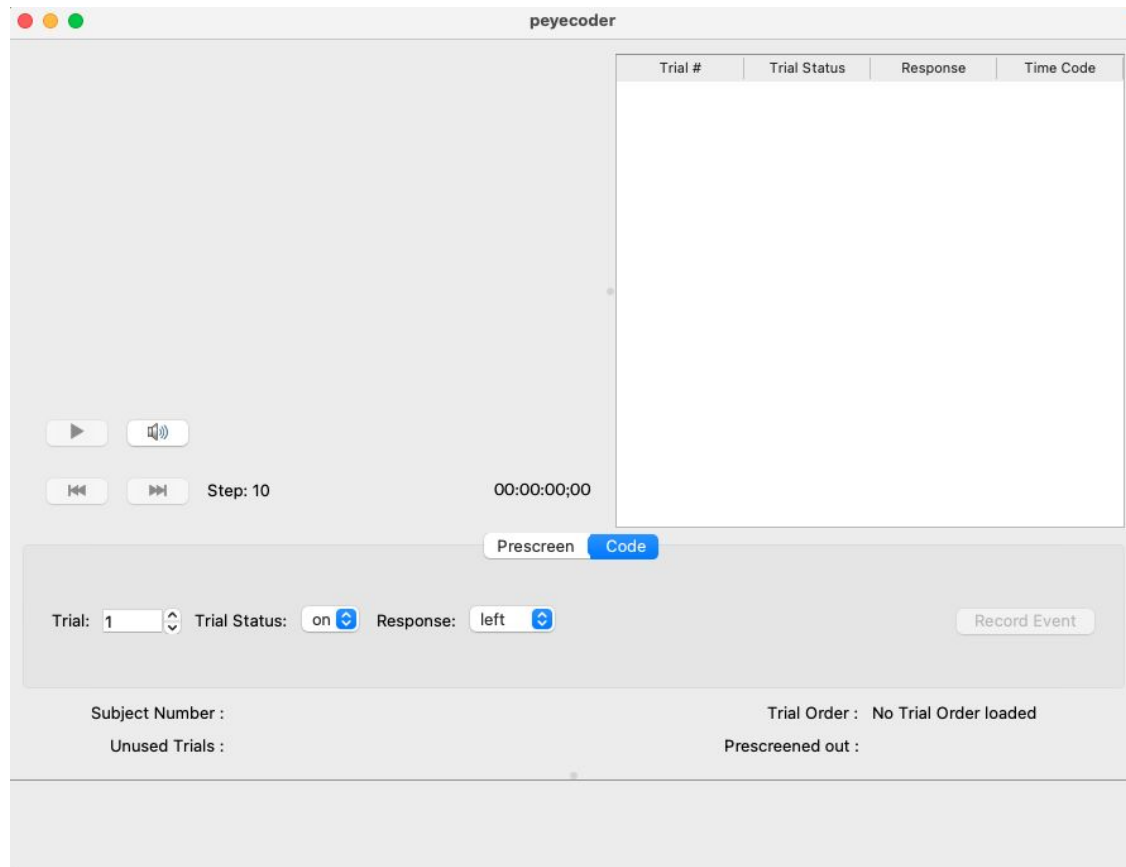 peyecoder
Trial # Trial Status Response Time Code
Step: 10 00:00:00;00
Prescreen Code
Trial: 1 Trial Status: on Response: left Record Event
Subject Number : Trial Order : No Trial Order loaded
Unused Trials : Prescreened out :